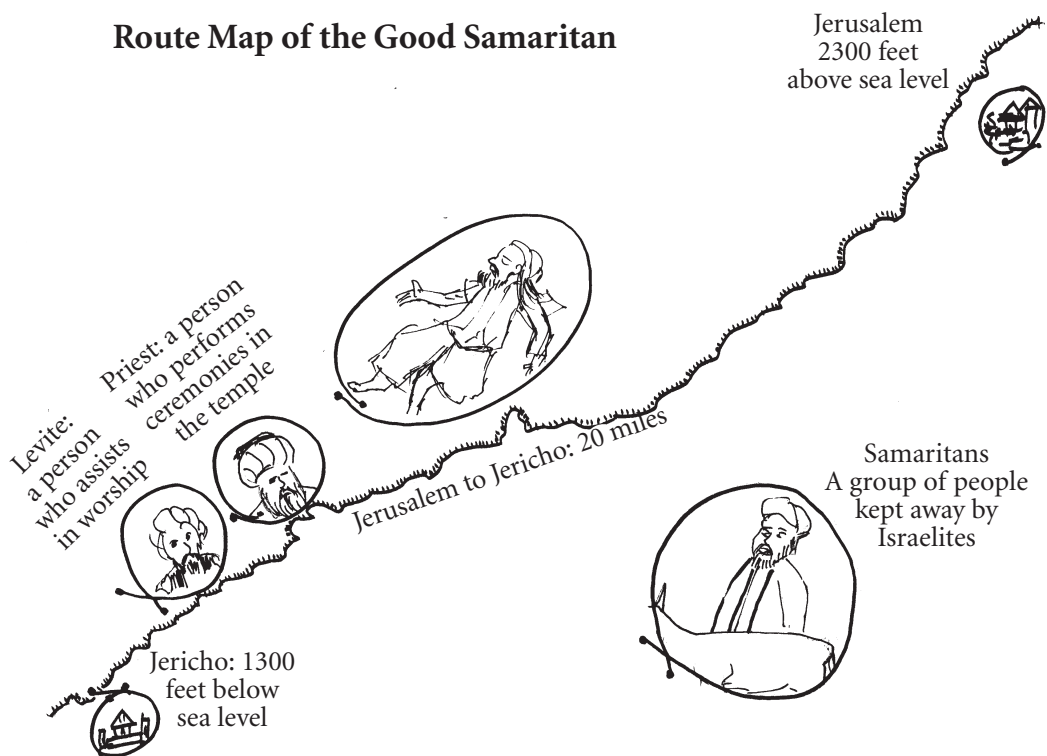 Route Map of the Good Samaritan
Jerusalem
2300 feet
above sea level
Priest: a person
who performs
ceremonies in
the temple
Levite:
a person
who assists
in worship
Jerusalem to Jericho: 20 miles
Samaritans
A group of people
kept away by
Israelites
Jericho: 1300
feet below
sea level